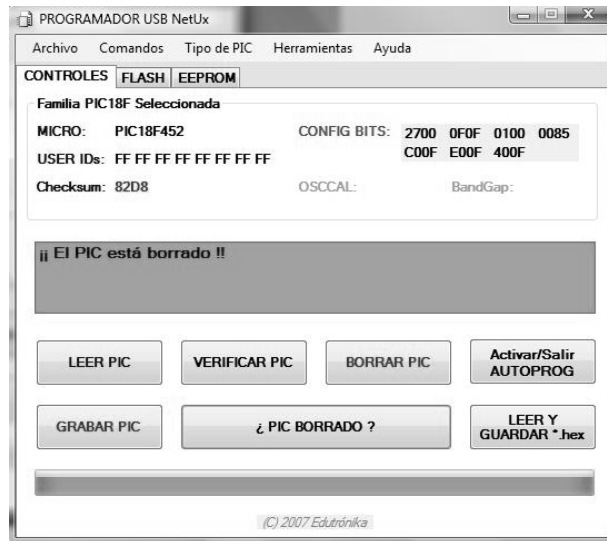 PROGRAMADOR USB NetUx
Archivo Comandos Tipo de PIC Herramientas Ayuda
CONTROLES FLASH EEPROM
Familia PIC18F Seleccionada
MICRO: PIC18F452 CONFIG BITS: 2700 0F0F 0100 0085
C00F E00F 400F
USER IDs: FF FF FF FF FF FF FF FF
Checksum: 82D8 OSCCAL: BandGap:
¡¡ El PIC está borrado !!
LEER PIC VERIFICAR PIC BORRAR PIC Activar/Salir AUTOPROG
GRABAR PIC ¿ PIC BORRADO ? LEER Y GUARDAR *.hex
(C) 2007 Edutrónika